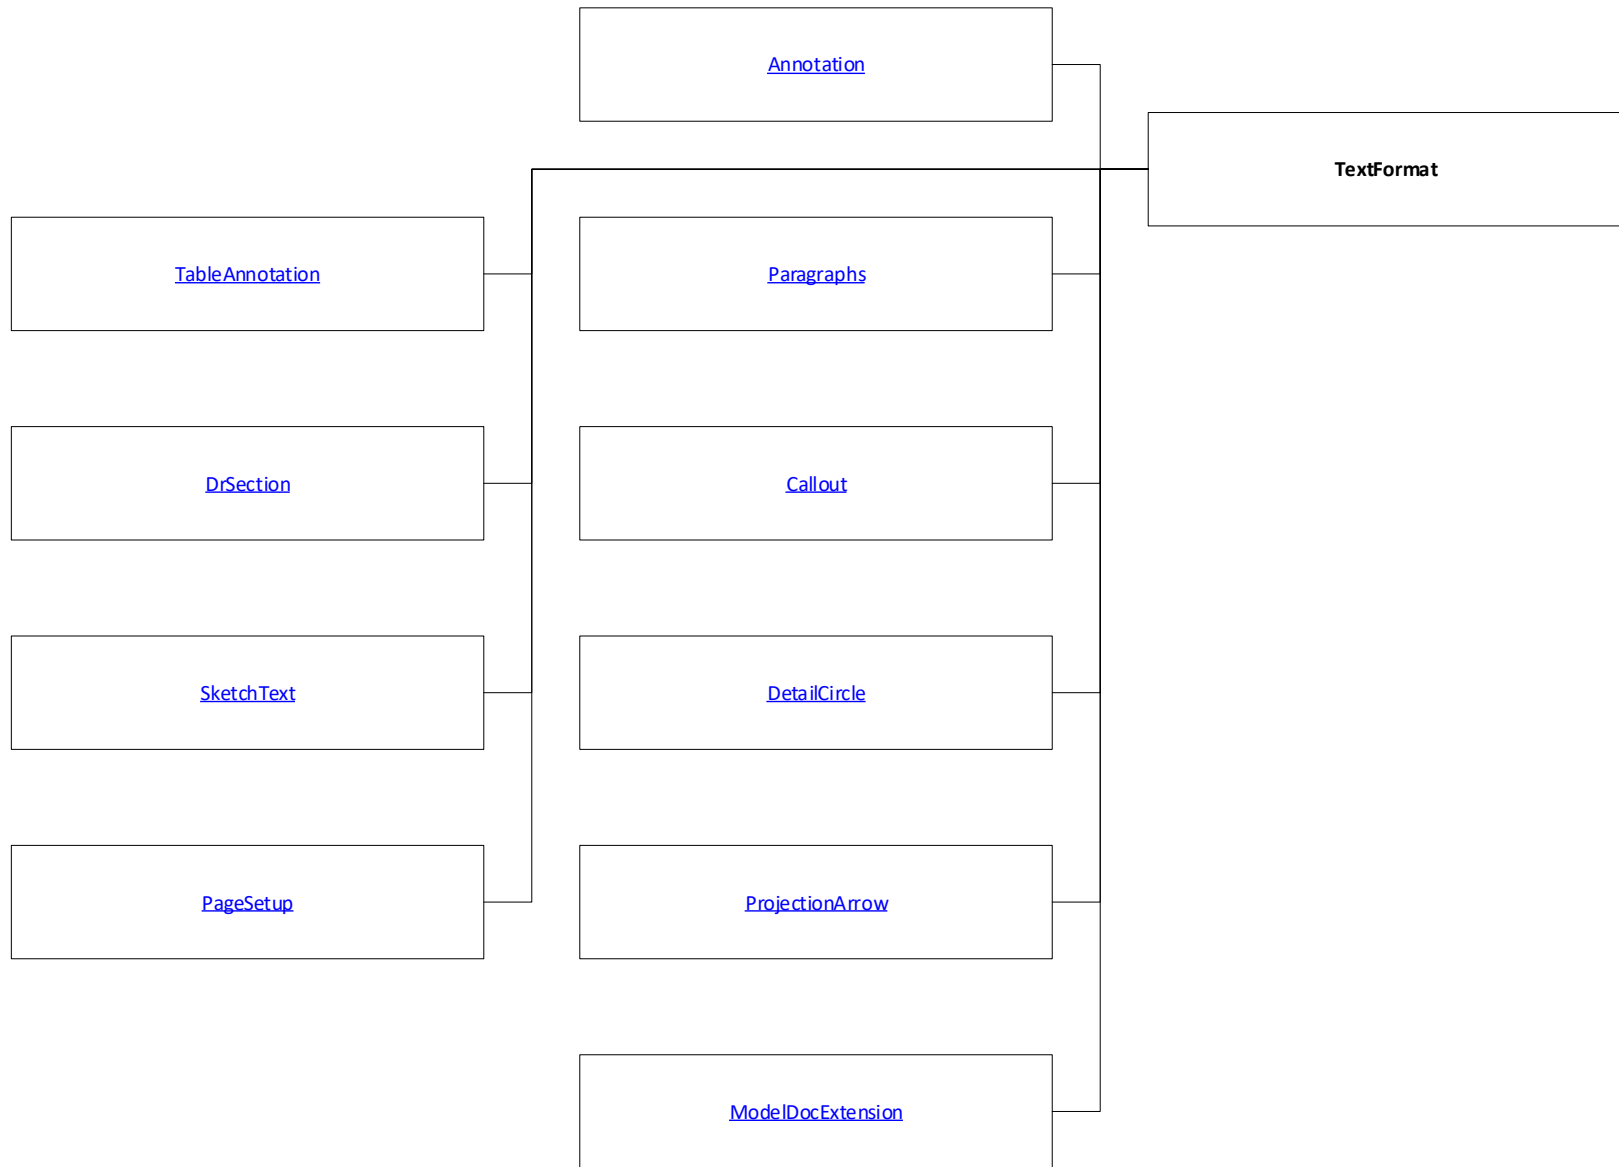 Annotation
TextFormat
TableAnnotation
Paragraphs
DrSection
Callout
SketchText
DetailCircle
PageSetup
ProjectionArrow
ModelDocExtension